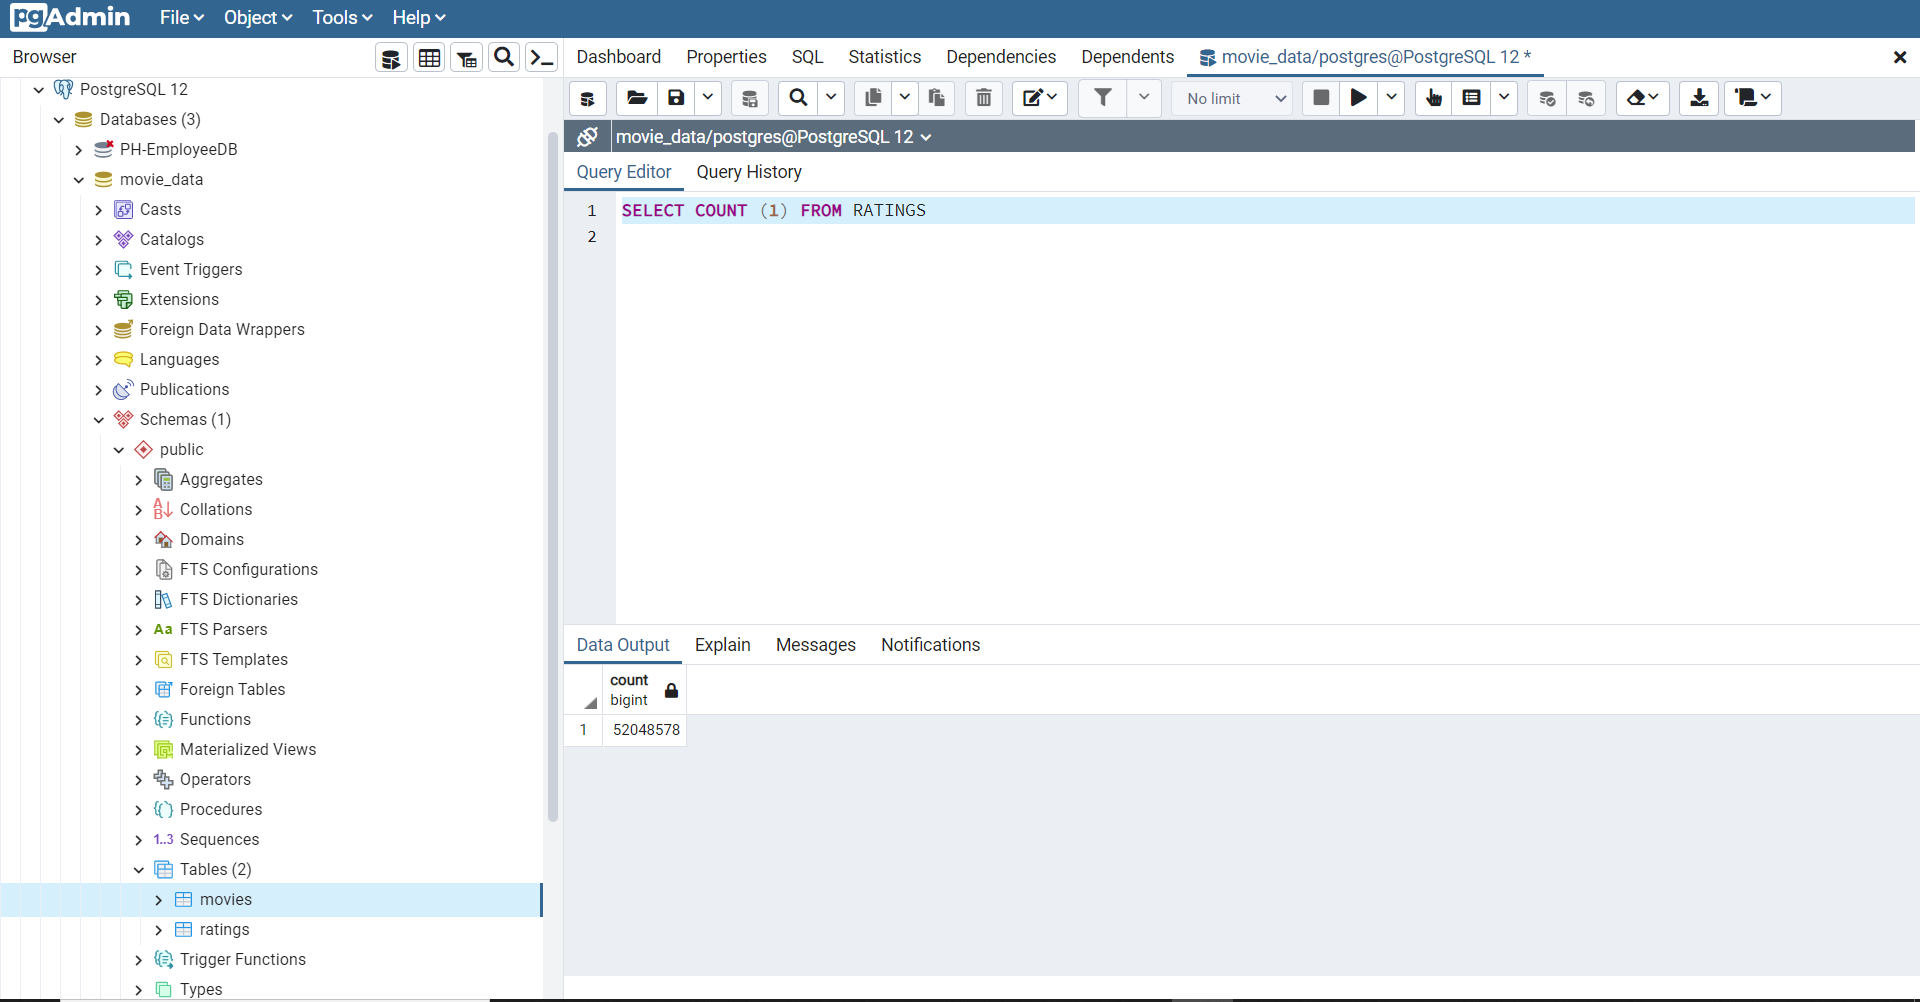 pgAdmin File Object Tools Help
Browser
Dashboard Properties SQL Statistics Dependencies Dependents movie_data/postgres@PostgreSQL 12 *
No limit
movie_data/postgres@PostgreSQL 12
Query Editor Query History
1 SELECT COUNT (1) FROM RATINGS
2
Data Output Explain Messages Notifications
count
bigint
1 52048578
PostgreSQL 12
Databases (3)
PH-EmployeeDB
movie_data
Casts
Catalogs
Event Triggers
Extensions
Foreign Data Wrappers
Languages
Publications
Schemas (1)
public
Aggregates
Collations
Domains
FTS Configurations
FTS Dictionaries
Aa FTS Parsers
FTS Templates
Foreign Tables
Functions
Materialized Views
Operators
Procedures
1..3 Sequences
Tables (2)
movies
ratings
Trigger Functions
Types